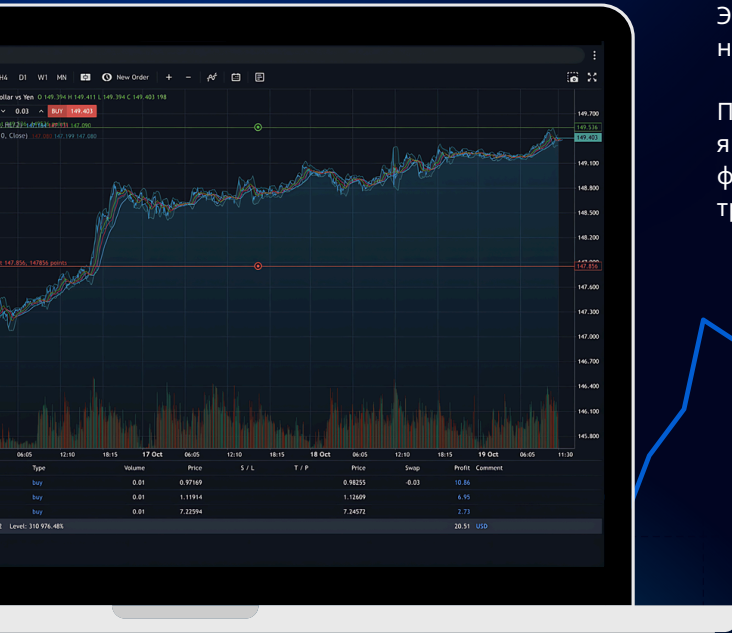 Э
н
П
я
ф
тр
H4 D1 W1 MN New Order + −
ollar vs Yen O 149.394 H 149.411 L 149.394 C 149.403 198
0.03 BUY 149.403
0, Close) 147.199 147.080
149.700
149.536
149.403
149.100
148.800
148.500
148.200
147.856, 147856 points
147.856
147.600
147.300
147.000
146.700
146.400
146.100
145.800
06:05 12:10 18:15 17 Oct 06:05 12:10 18:15 18 Oct 06:05 12:10 18:15 19 Oct 06:05 11:30
Type Volume Price S / L T / P Price Swap Profit Comment
buy 0.01 0.97169 0.98255 -0.03 10.86
buy 0.01 1.11914 1.12609 6.95
buy 0.01 7.22594 7.24572 2.73
Level: 310 976.48% 20.51 USD